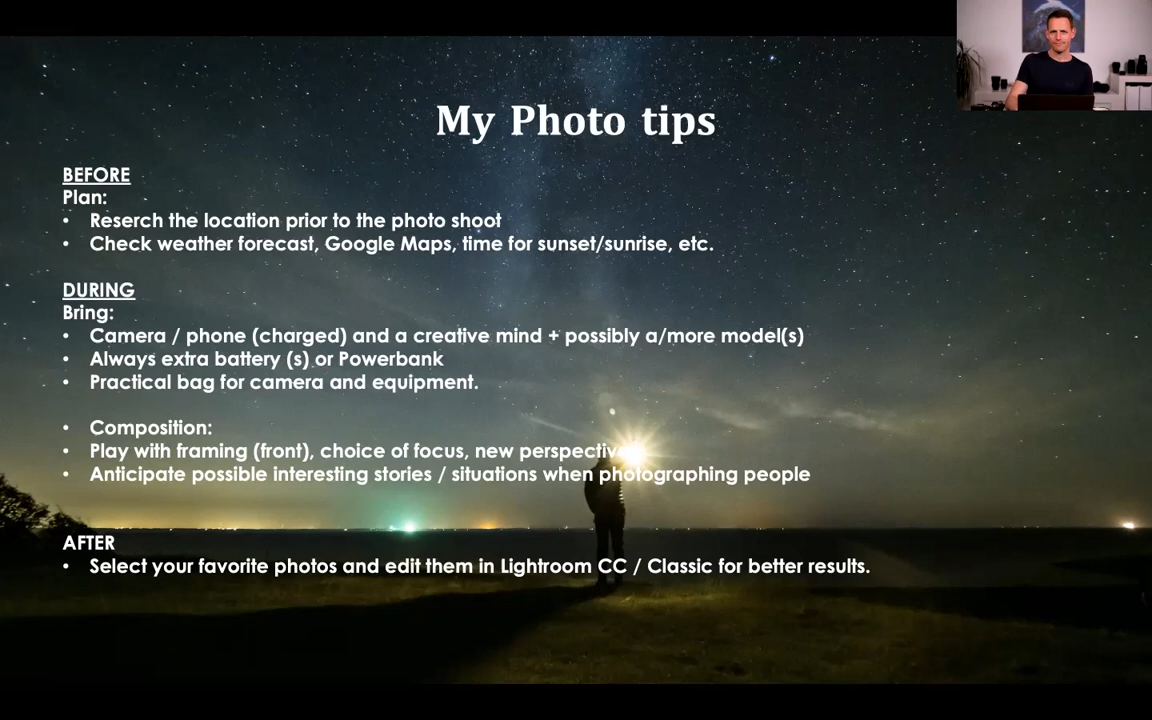 My Photo tips
BEFORE
Plan:
• Reserch the location prior to the photo shoot
• Check weather forecast, Google Maps, time for sunset/sunrise, etc.
DURING
Bring:
• Camera / phone (charged) and a creative mind + possibly a/more model(s)
• Always extra battery (s) or Powerbank
• Practical bag for camera and equipment.
• Composition:
• Play with framing (front), choice of focus, new
• Anticipate possible interesting stories / situations when photographing people
AFTER
• Select your favorite photos and edit them in Lightroom CC / Classic for better results.